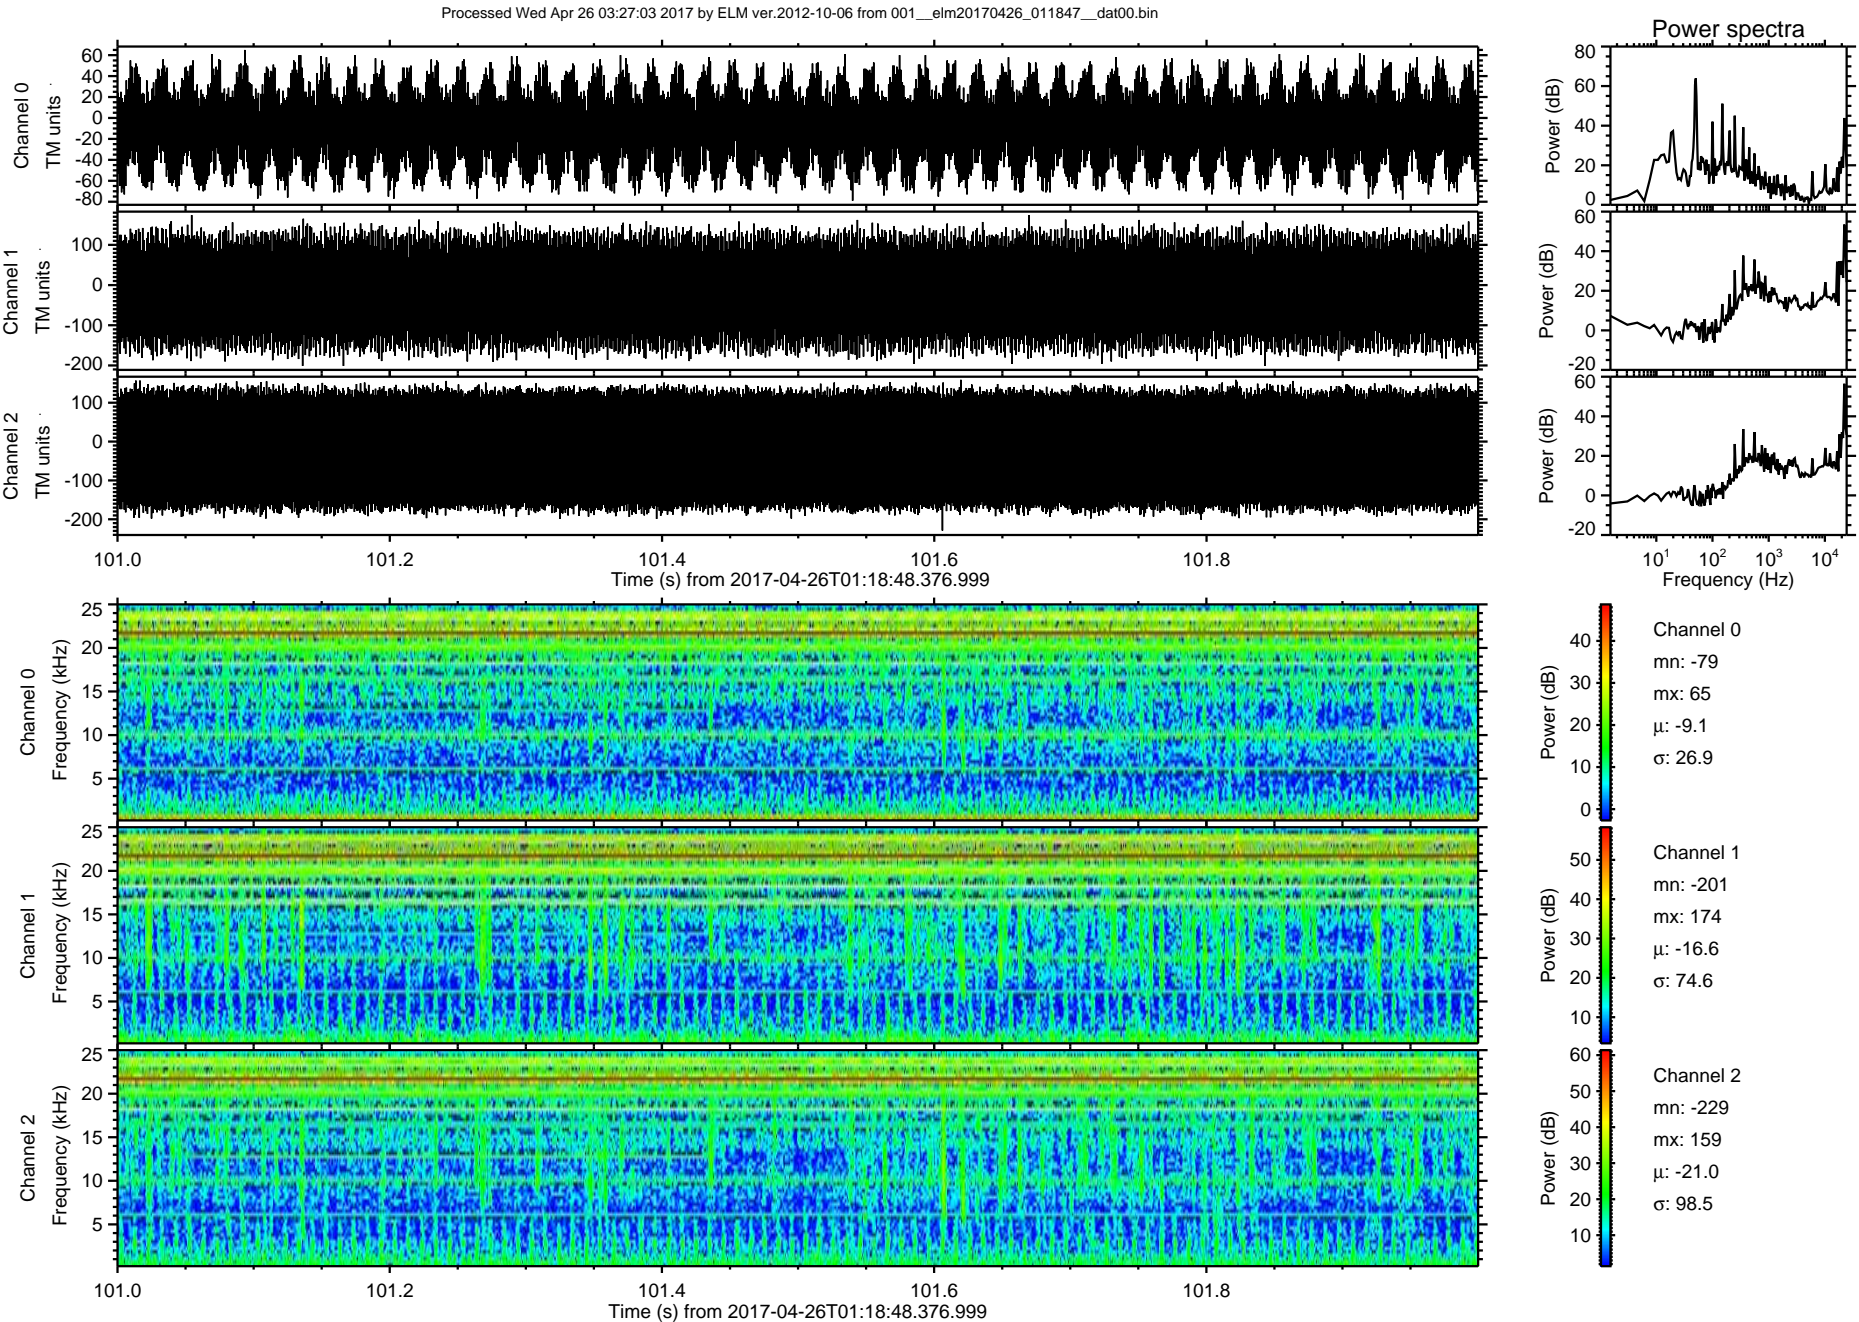 Processed Wed Apr 26 03:27:03 2017 by ELM ver.2012-10-06 from 001__elm20170426_011847__dat00.bin
Power spectra
Channel 0
TM units
60
40
20
0
-20
-40
-60
-80
Power (dB)
80
60
40
20
0
Channel 1
TM units
100
0
-100
-200
Power (dB)
60
40
20
0
-20
Channel 2
TM units
100
0
-100
-200
Power (dB)
60
40
20
0
-20
101.0 101.2 101.4 101.6 101.8
Time (s) from 2017-04-26T01:18:48.376.999
10¹ 10² 10³ 10⁴
Frequency (Hz)
Channel 0
Frequency (kHz)
25
20
15
10
5
Power (dB)
40
30
20
10
0
Channel 0
mn: -79
mx: 65
μ: -9.1
σ: 26.9
Channel 1
Frequency (kHz)
25
20
15
10
5
Power (dB)
50
40
30
20
10
Channel 1
mn: -201
mx: 174
μ: -16.6
σ: 74.6
Channel 2
Frequency (kHz)
25
20
15
10
5
Power (dB)
60
50
40
30
20
10
Channel 2
mn: -229
mx: 159
μ: -21.0
σ: 98.5
101.0 101.2 101.4 101.6 101.8
Time (s) from 2017-04-26T01:18:48.376.999